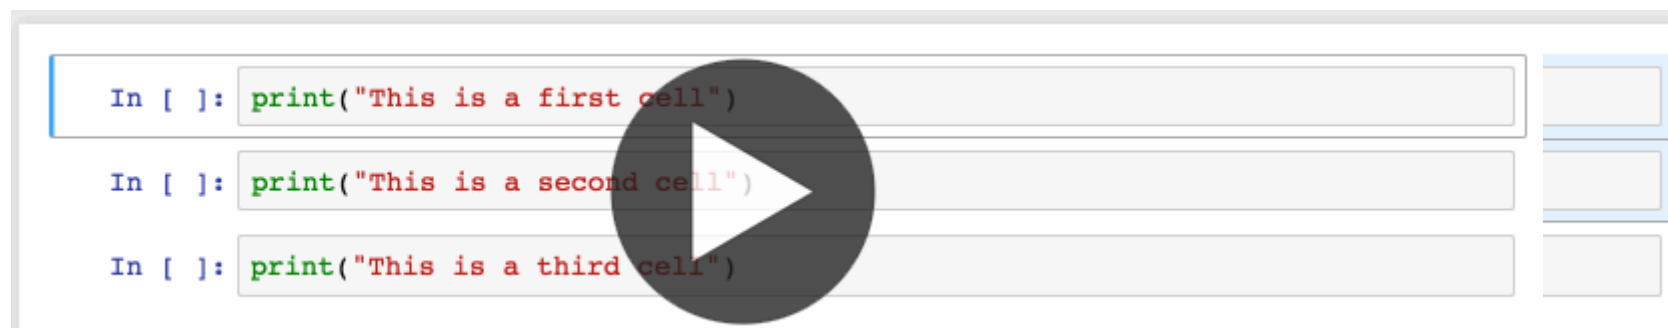 In [ ]: print("This is a first cell")
In [ ]: print("This is a second cell")
In [ ]: print("This is a third cell")